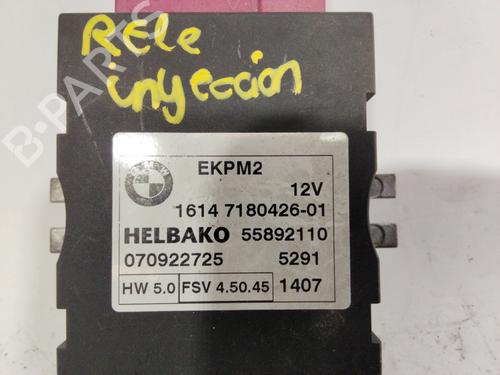 RELE
inyeccion
B-PARTS
BMW
EKPM2
12V
1614 7180426-01
HELBAKO 55892110
070922725 5291
HW 5.0 FSV 4.50.45 1407